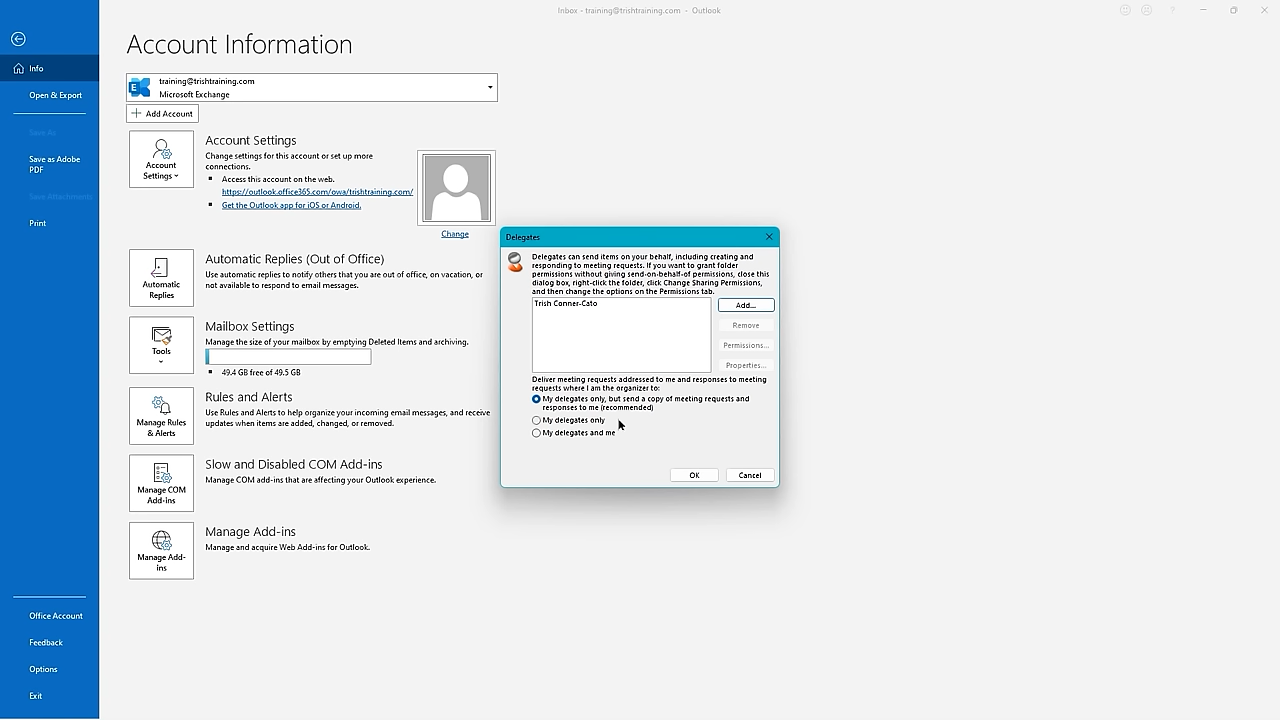 Inbox - training@trishtraining.com - Outlook
?
Info
Open & Export
Save As
Save as Adobe
PDF
Save Attachments
Print
Office Account
Feedback
Options
Exit
Account Information
E
training@trishtraining.com
Microsoft Exchange
Add Account
Account
Settings
Account Settings
Change settings for this account or set up more
connections.
Access this account on the web.
https://outlook.office365.com/owa/trishtraining.com/
Get the Outlook app for iOS or Android.
Change
Automatic
Replies
Automatic Replies (Out of Office)
Use automatic replies to notify others that you are out of office, on vacation, or
not available to respond to email messages.
Tools
Mailbox Settings
Manage the size of your mailbox by emptying Deleted Items and archiving.
49.4 GB free of 49.5 GB
Manage Rules
& Alerts
Rules and Alerts
Use Rules and Alerts to help organize your incoming email messages, and receive
updates when items are added, changed, or removed.
Manage COM
Add-ins
Slow and Disabled COM Add-ins
Manage COM add-ins that are affecting your Outlook experience.
Manage Add-
ins
Manage Add-ins
Manage and acquire Web Add-ins for Outlook.
Delegates
Delegates can send items on your behalf, including creating and
responding to meeting requests. If you want to grant folder
permissions without giving send-on-behalf-of permissions, close this
dialog box, right-click the folder, click Change Sharing Permissions,
and then change the options on the Permissions tab.
Trish Conner-Cato
Add...
Remove
Permissions...
Properties...
Deliver meeting requests addressed to me and responses to meeting
requests where I am the organizer to:
My delegates only, but send a copy of meeting requests and
responses to me (recommended)
My delegates only
My delegates and me
OK
Cancel